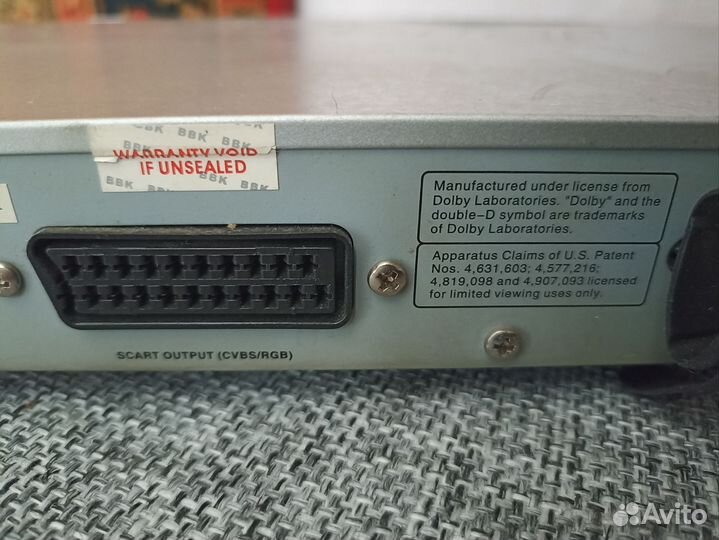 BBK BBK BBK
WARRANTY VOID
IF UNSEALED
BBK BBK BBK
Manufactured under license from
Dolby Laboratories. "Dolby" and the
double-D symbol are trademarks
of Dolby Laboratories.
Apparatus Claims of U.S. Patent
Nos. 4,631,603; 4,577,216;
4,819,098 and 4,907,093 licensed
for limited viewing uses only.
SCART OUTPUT (CVBS/RGB)
Avito